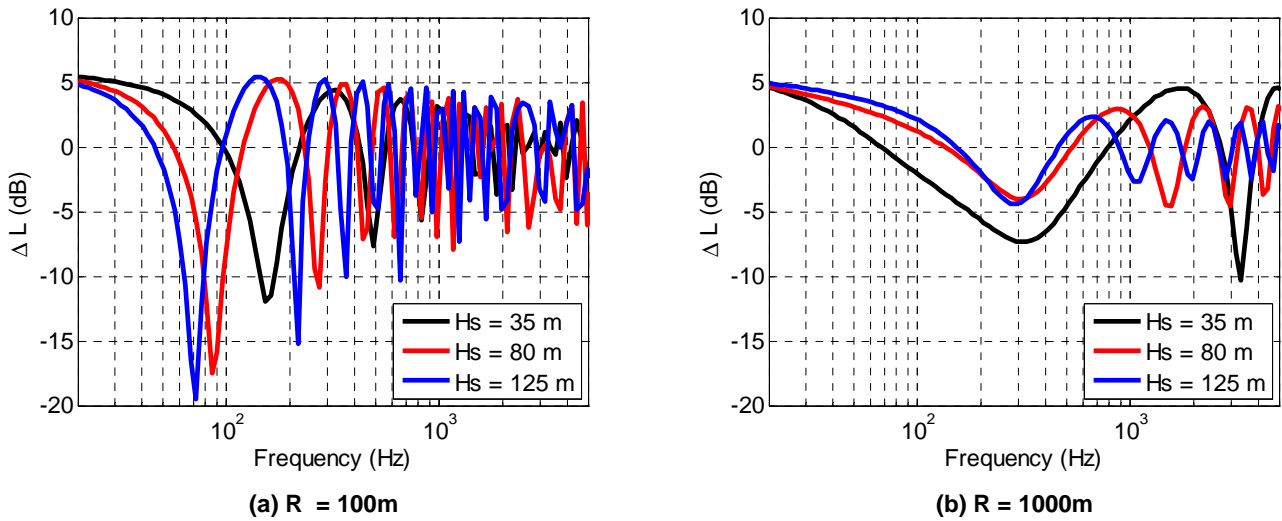 10
5
0
-5
-10
-15
-20
Δ L (dB)
Hs = 35 m
Hs = 80 m
Hs = 125 m
10²
10³
Frequency (Hz)
(a) R = 100m
10
5
0
-5
-10
-15
-20
Δ L (dB)
Hs = 35 m
Hs = 80 m
Hs = 125 m
10²
10³
Frequency (Hz)
(b) R = 1000m